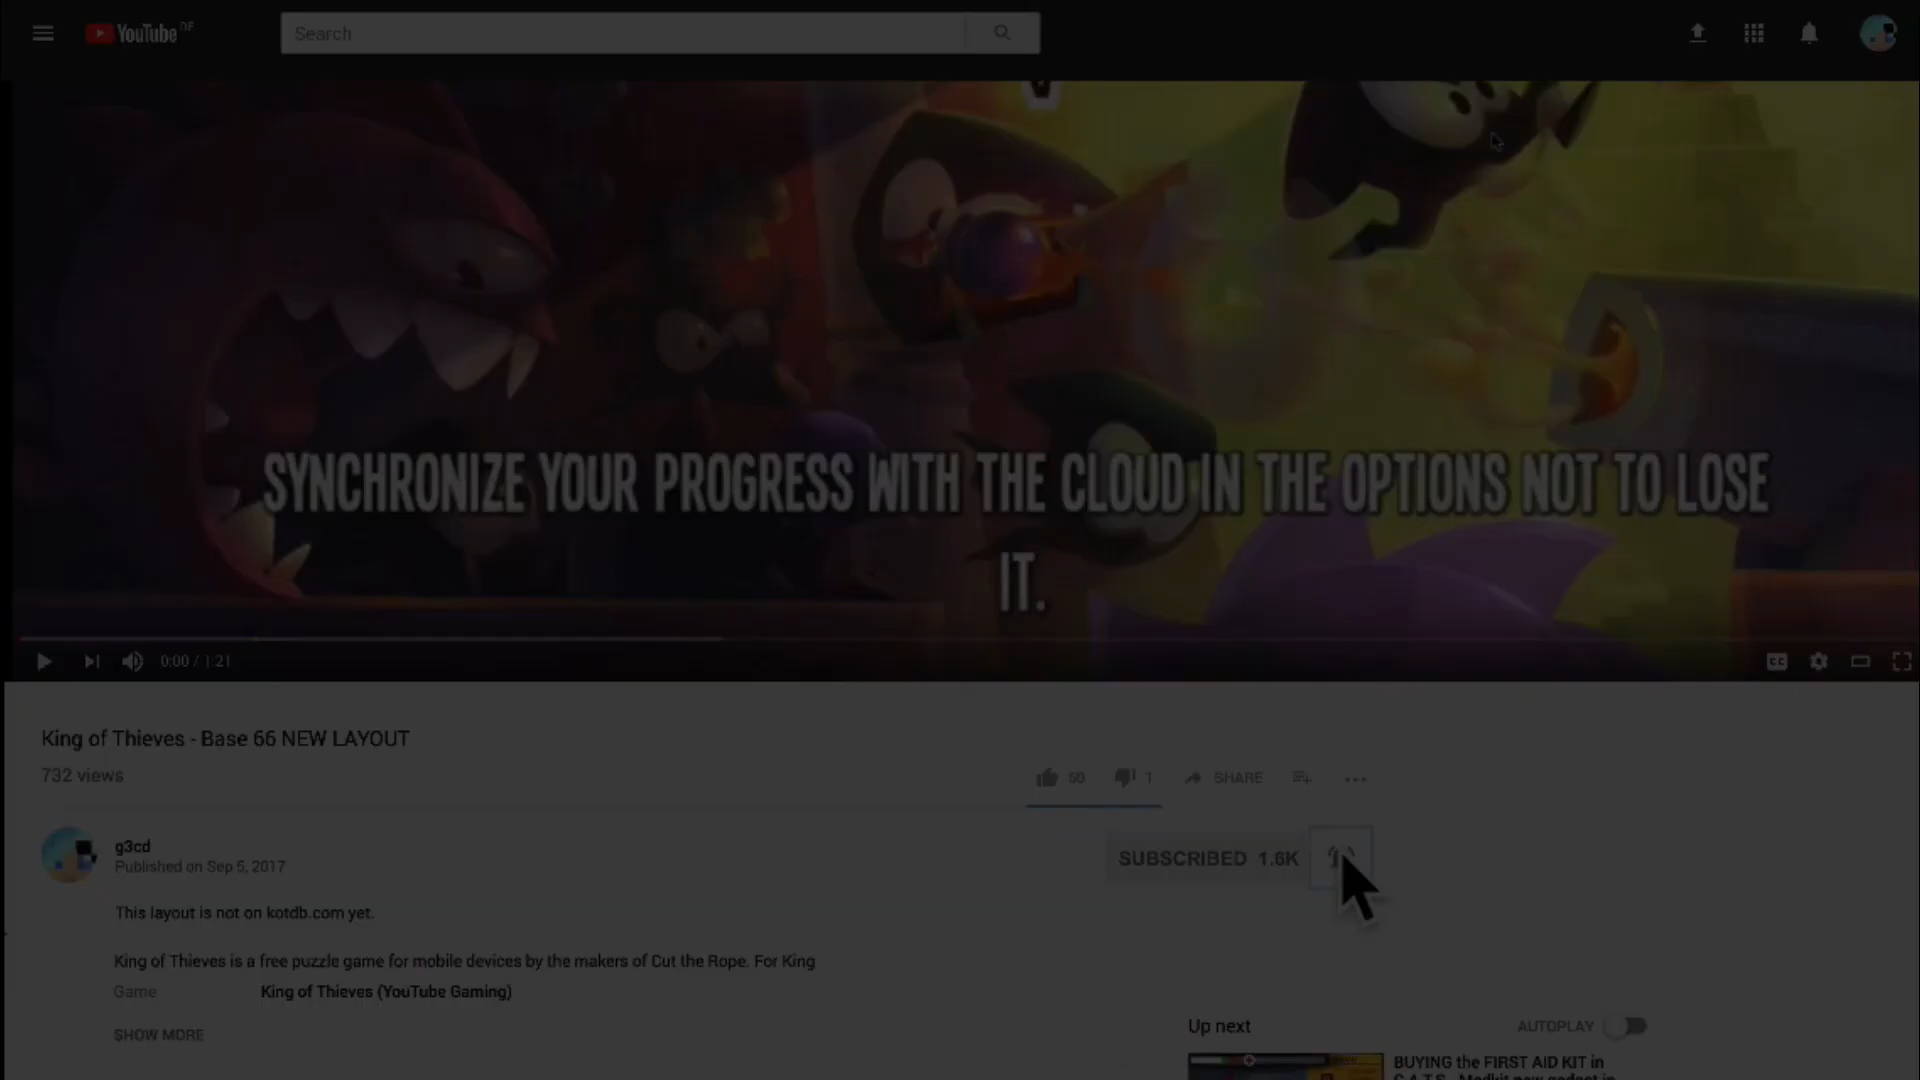 YouTube DE
Search
SYNCHRONIZE YOUR PROGRESS WITH THE CLOUD IN THE OPTIONS NOT TO LOSE
IT.
0:00 / 1:21
CC
King of Thieves - Base 66 NEW LAYOUT
732 views
50
1
SHARE
g3cd
Published on Sep 5, 2017
SUBSCRIBED 1.6K
This layout is not on kotdb.com yet.
King of Thieves is a free puzzle game for mobile devices by the makers of Cut the Rope. For King
Game
King of Thieves (YouTube Gaming)
SHOW MORE
Up next
AUTOPLAY
BUYING the FIRST AID KIT in